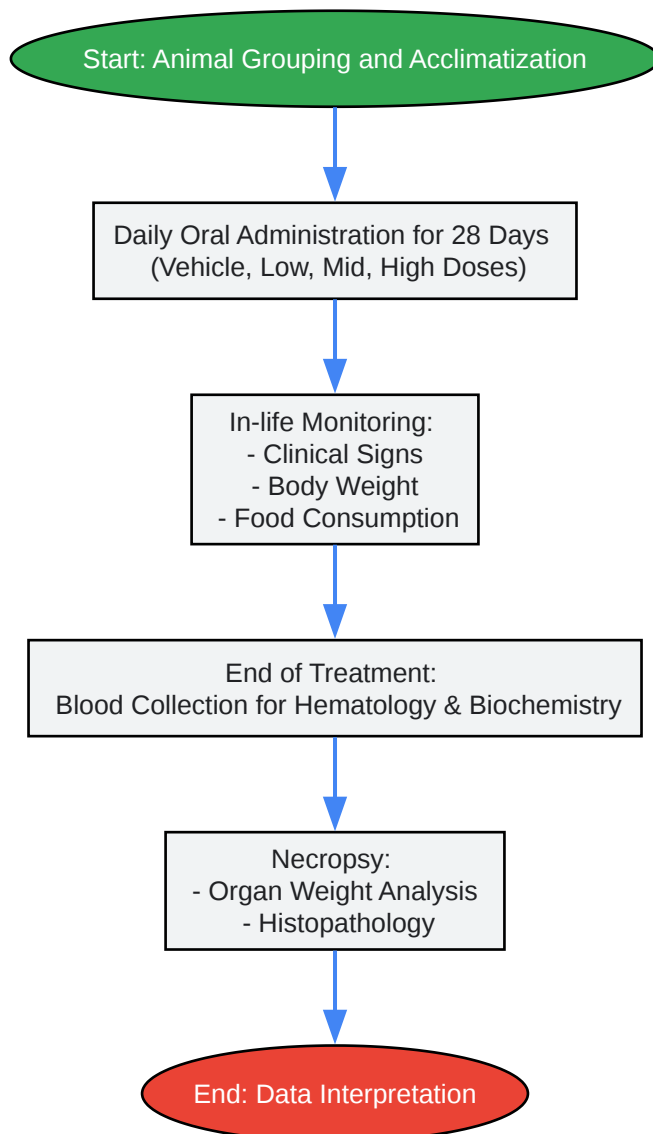 Start: Animal Grouping and Acclimatization
Daily Oral Administration for 28 Days
(Vehicle, Low, Mid, High Doses)
In-life Monitoring:
- Clinical Signs
- Body Weight
- Food Consumption
End of Treatment:
Blood Collection for Hematology & Biochemistry
Necropsy:
- Organ Weight Analysis
- Histopathology
End: Data Interpretation